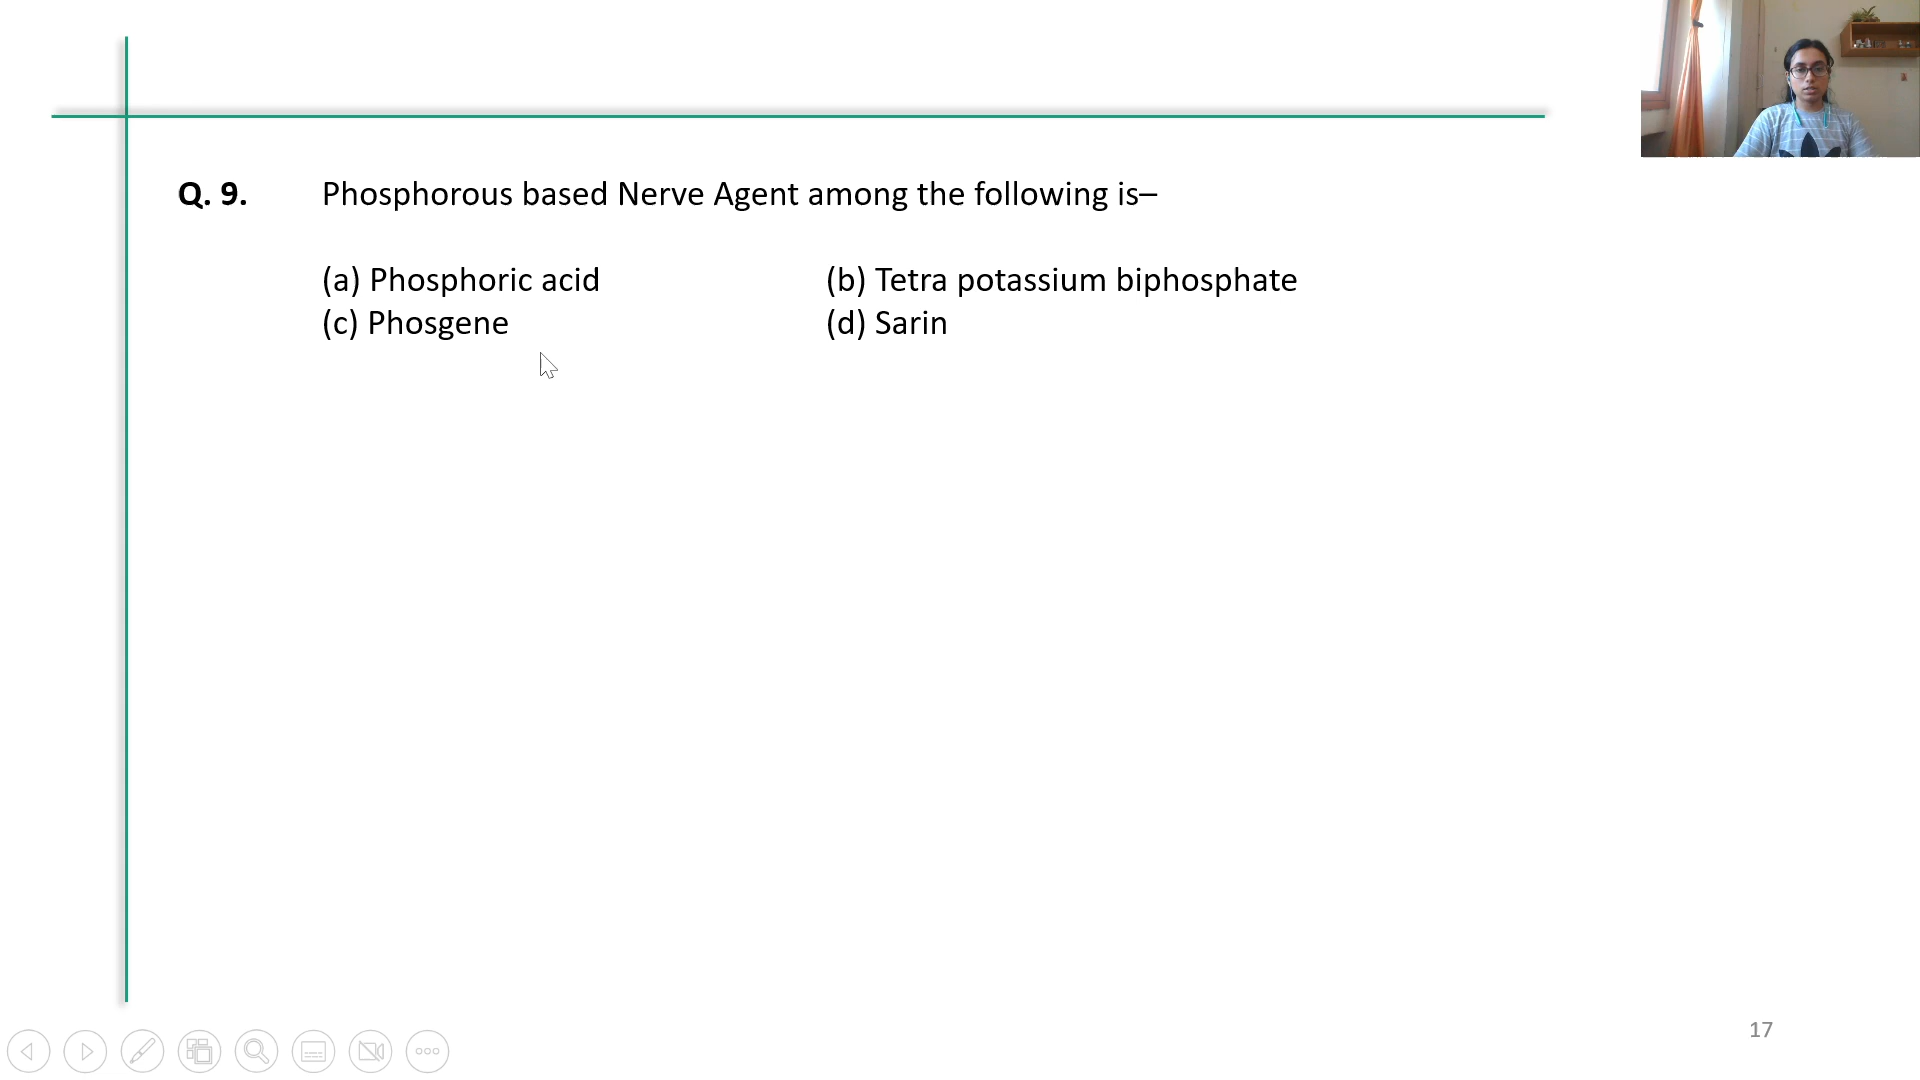 Q. 9. Phosphorous based Nerve Agent among the following is–
(a) Phosphoric acid (b) Tetra potassium biphosphate
(c) Phosgene (d) Sarin
17